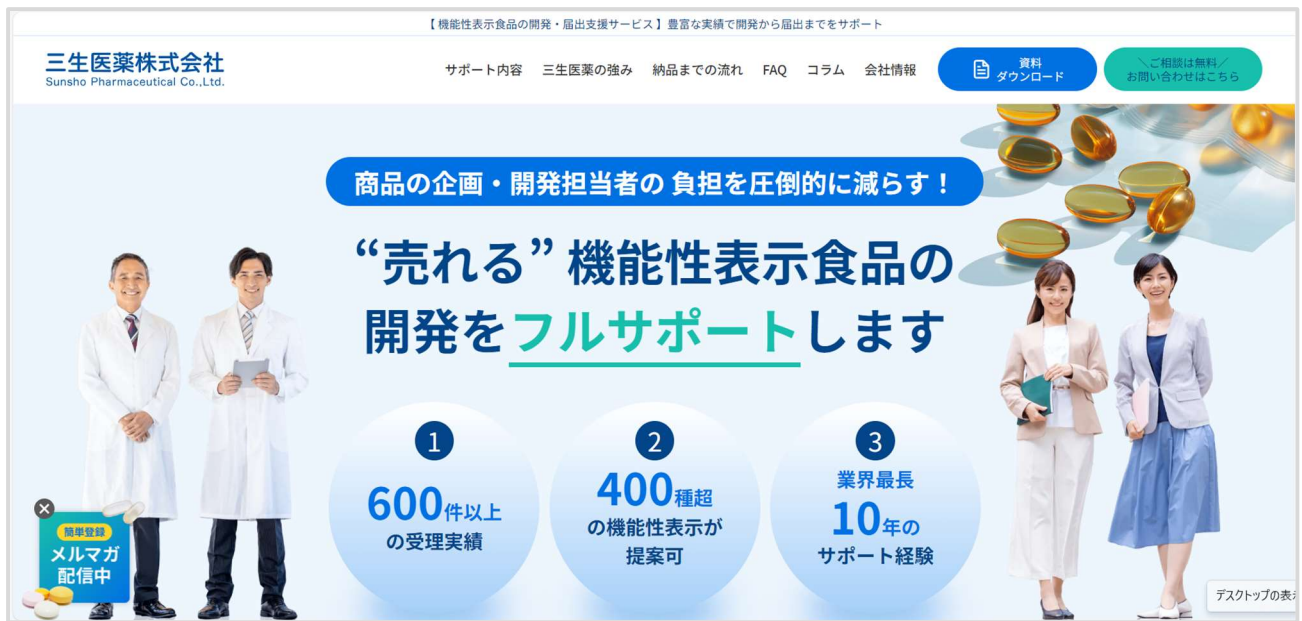 【 機能性表示食品の開発・届出支援サービス 】豊富な実績で開発から届出までをサポート
三生医薬株式会社
Sunsho Pharmaceutical Co.,Ltd.
サポート内容 三生医薬の強み 納品までの流れ FAQ コラム 会社情報
資料
ダウンロード
＼ご相談は無料／
お問い合わせはこちら
商品の企画・開発担当者の 負担を圧倒的に減らす！
“売れる” 機能性表示食品の
開発をフルサポートします
1
600件以上
の受理実績
2
400種超
の機能性表示が
提案可
3
業界最長
10年の
サポート経験
簡単登録
メルマガ
配信中
デスクトップの表